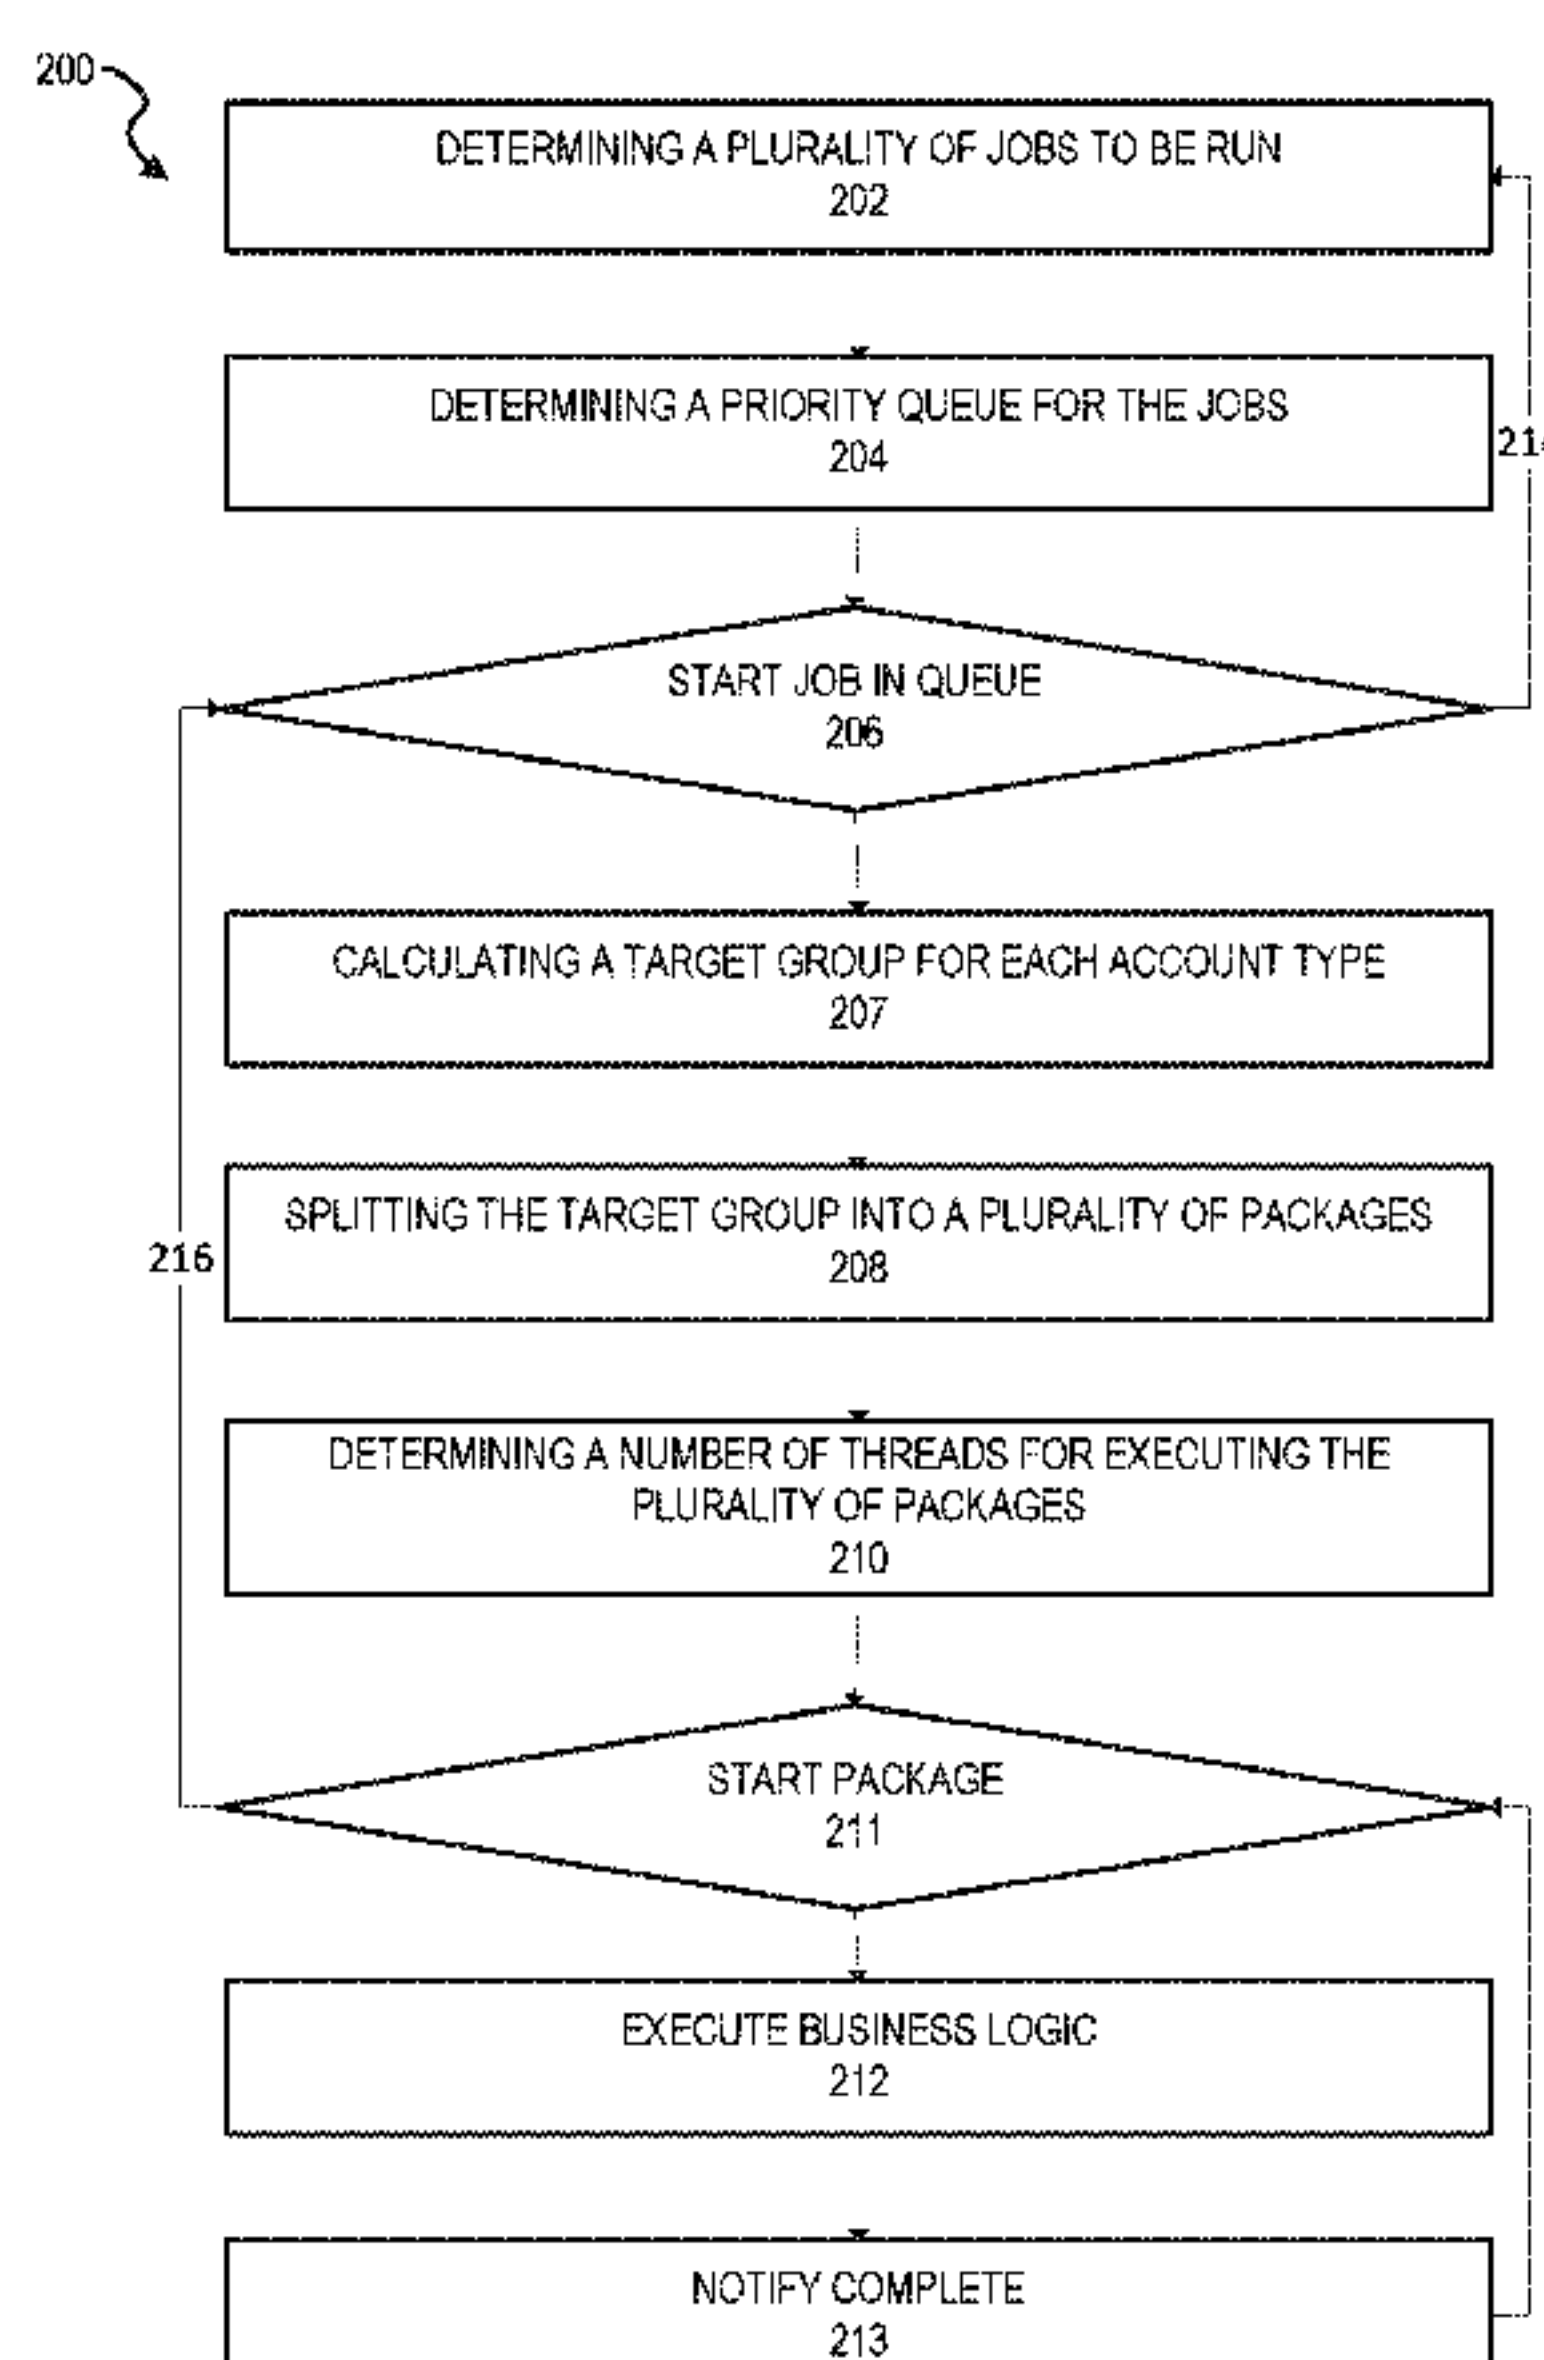 200
DETERMINING A PLURALITY OF JOBS TO BE RUN
202
DETERMINING A PRIORITY QUEUE FOR THE JOBS
204
START JOB IN QUEUE
206
CALCULATING A TARGET GROUP FOR EACH ACCOUNT TYPE
207
SPLITTING THE TARGET GROUP INTO A PLURALITY OF PACKAGES
208
216
DETERMINING A NUMBER OF THREADS FOR EXECUTING THE
PLURALITY OF PACKAGES
210
START PACKAGE
211
EXECUTE BUSINESS LOGIC
212
NOTIFY COMPLETE
213